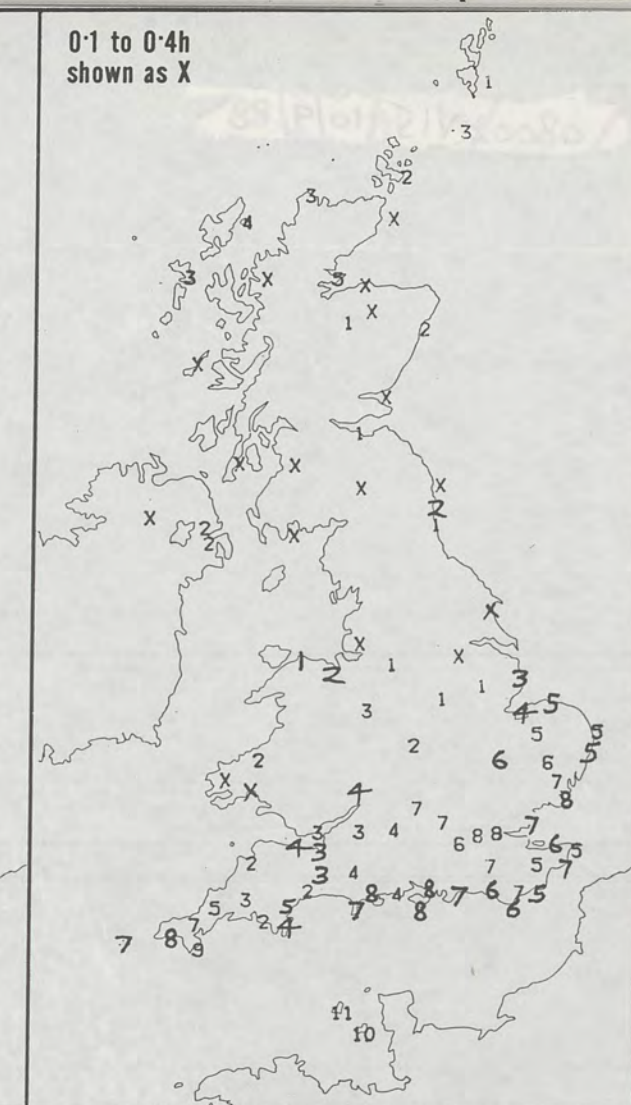 0·1 to 0·4h
shown as X
1
3
2
3
X
4
3 X 5 X
X
1 2
X
X
1
X X
X X
2
X 2 1
2 X
X
X
1 1 X
2 1 3
3 1 4 5
2 5 5
2 6 6 5
X 7
X 4 8
7
3 3 4 7 7
4 6 8 8 6
2 3 5
3 4 7 5 7
2 8 4 8 7 6 7 5
5 3 5 7 8 6
7 2 4
7 8 9
11
10